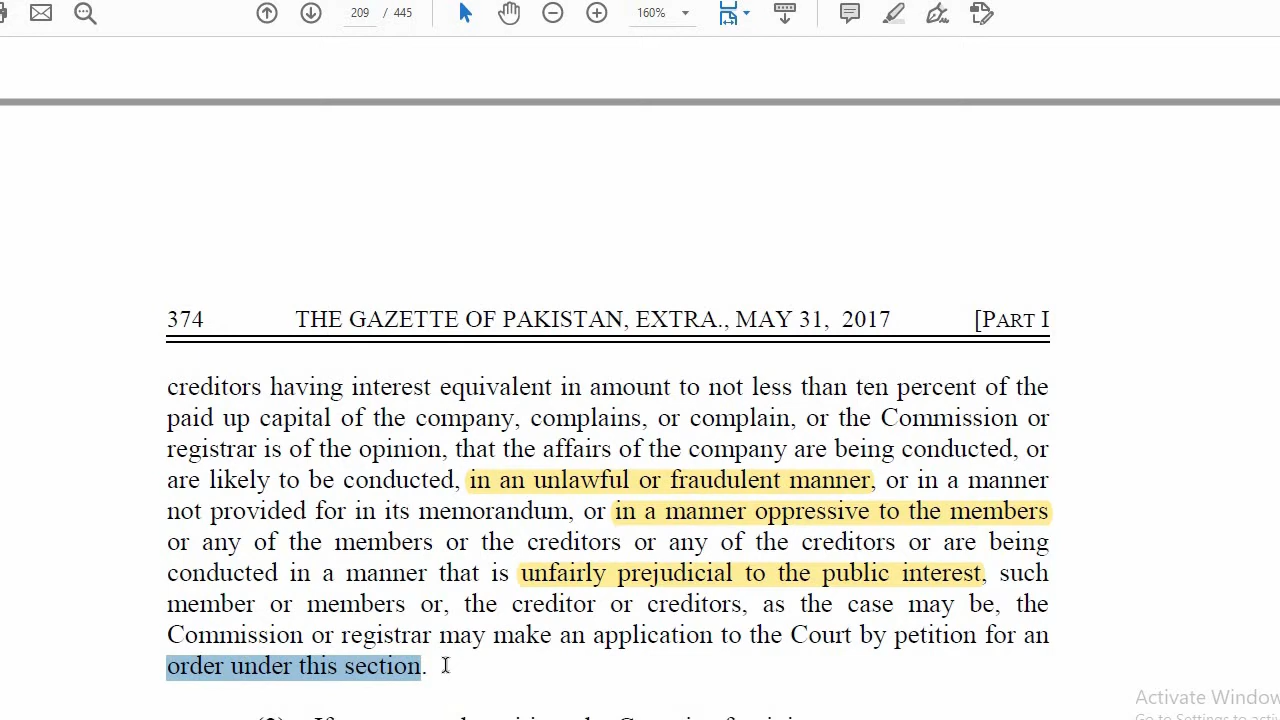 209 / 445 160%
374 THE GAZETTE OF PAKISTAN, EXTRA., MAY 31, 2017 [PART I
creditors having interest equivalent in amount to not less than ten percent of the
paid up capital of the company, complains, or complain, or the Commission or
registrar is of the opinion, that the affairs of the company are being conducted, or
are likely to be conducted, in an unlawful or fraudulent manner, or in a manner
not provided for in its memorandum, or in a manner oppressive to the members
or any of the members or the creditors or any of the creditors or are being
conducted in a manner that is unfairly prejudicial to the public interest, such
member or members or, the creditor or creditors, as the case may be, the
Commission or registrar may make an application to the Court by petition for an
order under this section.
Activate Window